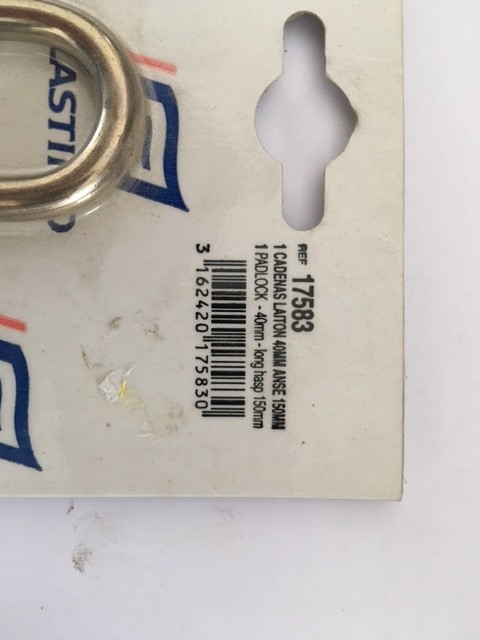 REF 17583
1 CADENAS LAITON 40MM ANSE 150MM
1 PADLOCK - 40mm - long hasp 150mm
3 162420 175830